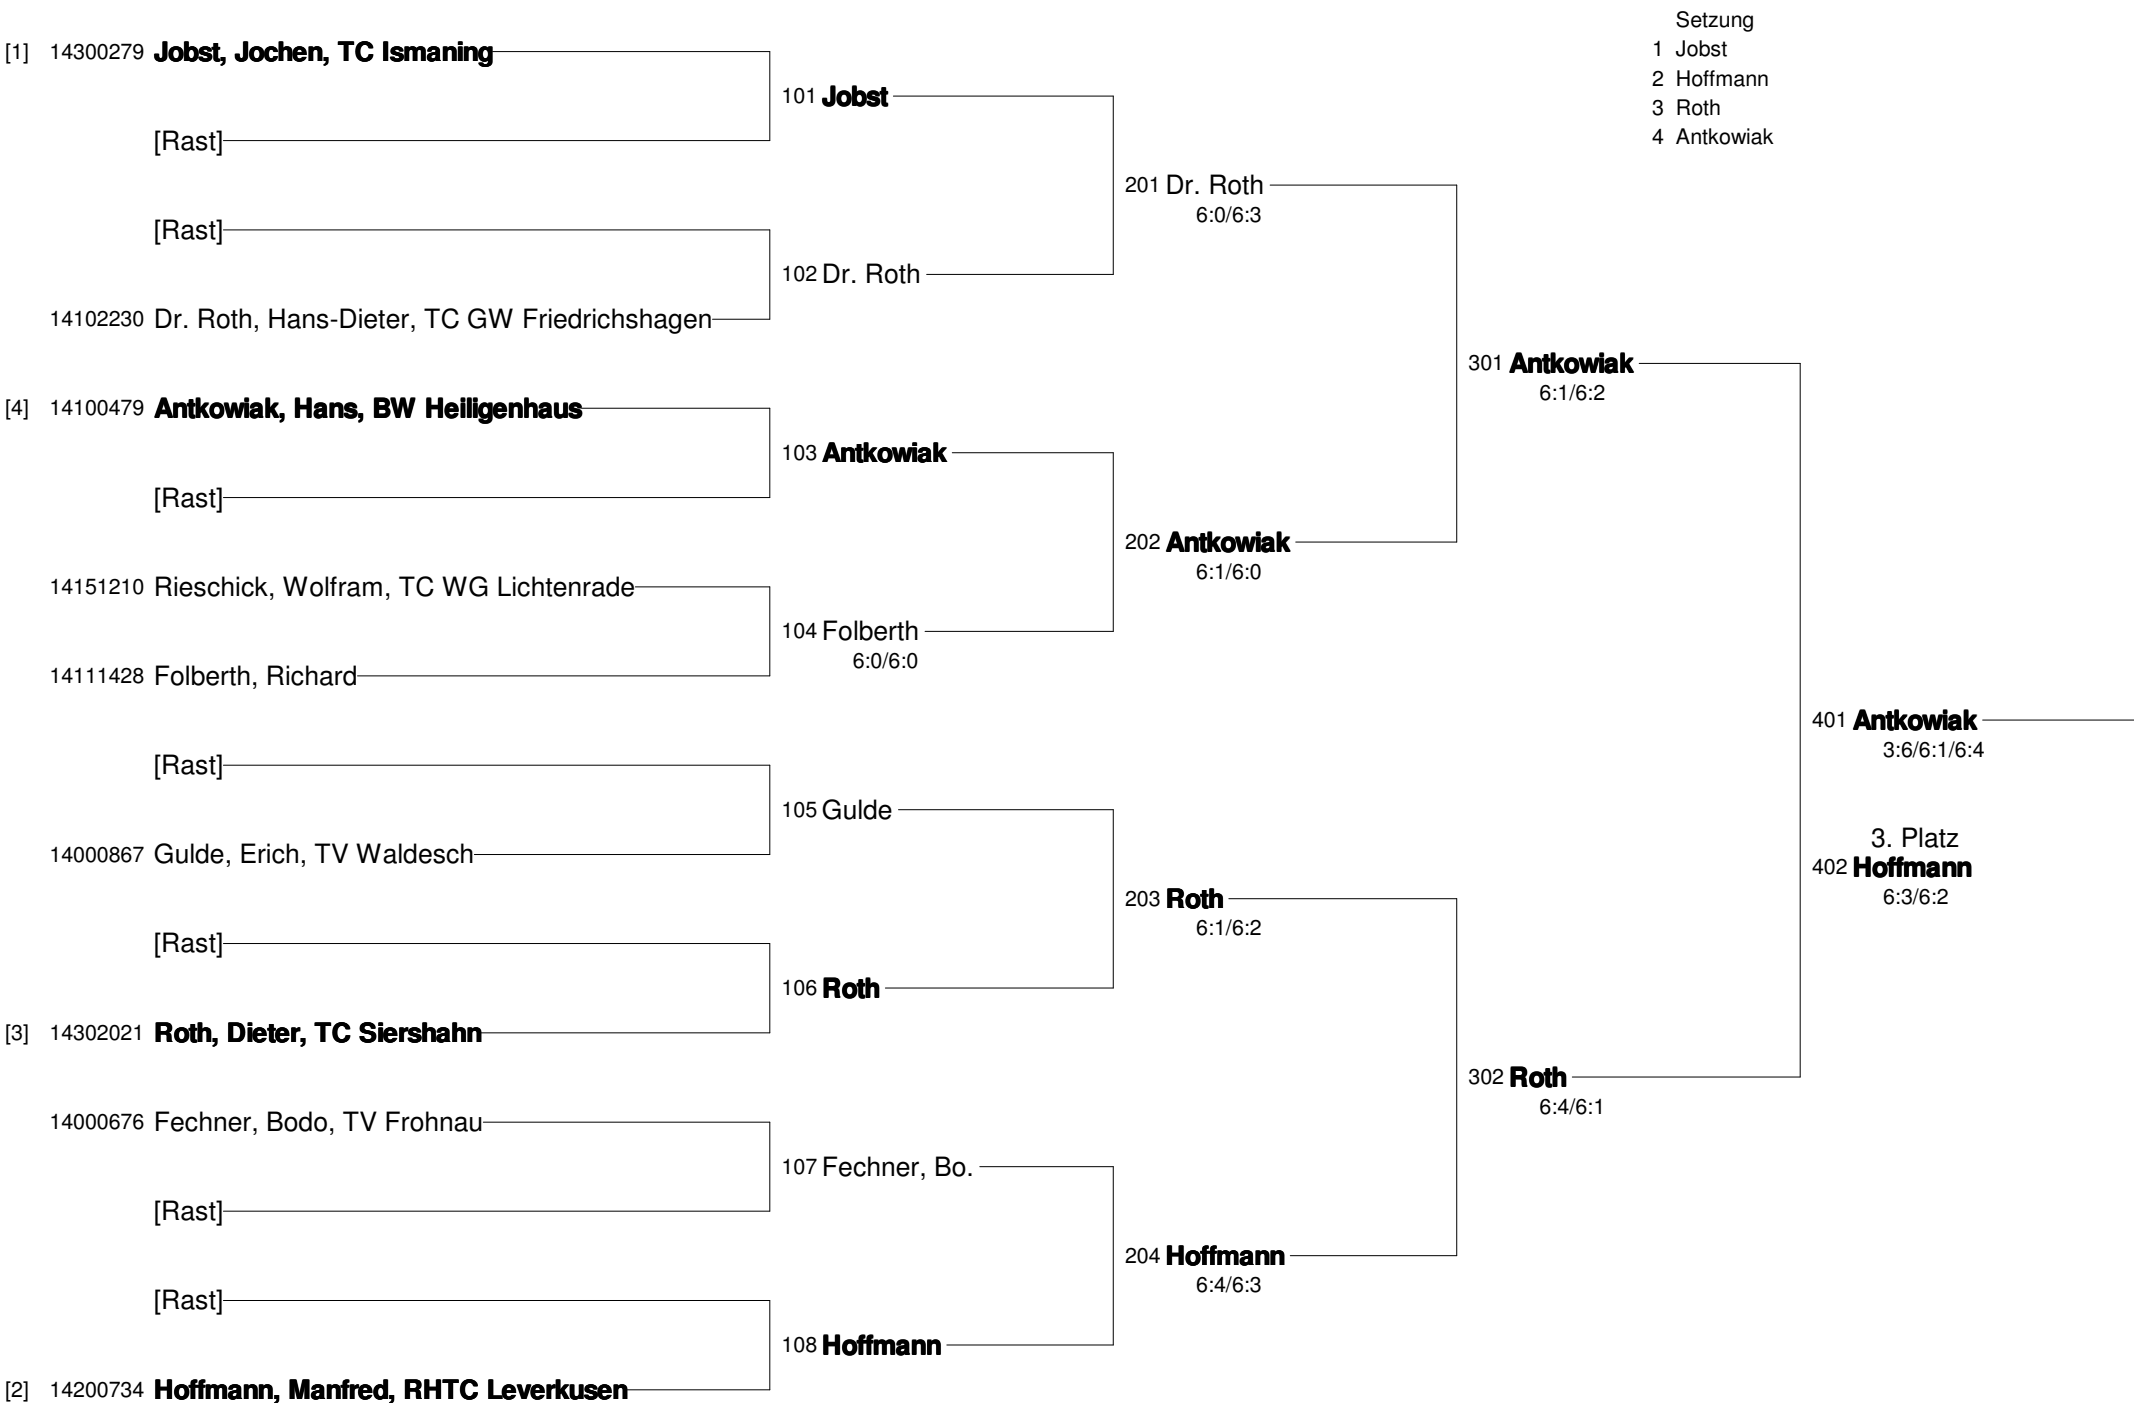 Setzung
1 Jobst
2 Hoffmann
3 Roth
4 Antkowiak
[1] 14300279 Jobst, Jochen, TC Ismaning
101 Jobst
[Rast]
201 Dr. Roth
6:0/6:3
[Rast]
102 Dr. Roth
14102230 Dr. Roth, Hans-Dieter, TC GW Friedrichshagen
301 Antkowiak
6:1/6:2
[4] 14100479 Antkowiak, Hans, BW Heiligenhaus
103 Antkowiak
[Rast]
202 Antkowiak
6:1/6:0
14151210 Rieschick, Wolfram, TC WG Lichtenrade
104 Folberth
6:0/6:0
14111428 Folberth, Richard
401 Antkowiak
3:6/6:1/6:4
[Rast]
105 Gulde
14000867 Gulde, Erich, TV Waldesch
3. Platz
402 Hoffmann
6:3/6:2
203 Roth
6:1/6:2
[Rast]
106 Roth
[3] 14302021 Roth, Dieter, TC Siershahn
302 Roth
6:4/6:1
14000676 Fechner, Bodo, TV Frohnau
107 Fechner, Bo.
[Rast]
204 Hoffmann
6:4/6:3
[Rast]
108 Hoffmann
[2] 14200734 Hoffmann, Manfred, RHTC Leverkusen